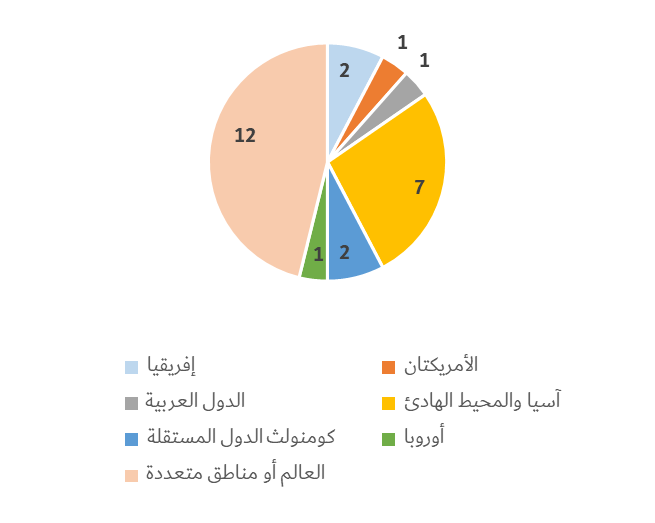 1
1
2
12
7
2
1
إفريقيا
الأمريكتان
الدول العربية
آسيا والمحيط الهادئ
كومنولث الدول المستقلة
أوروبا
العالم أو مناطق متعددة